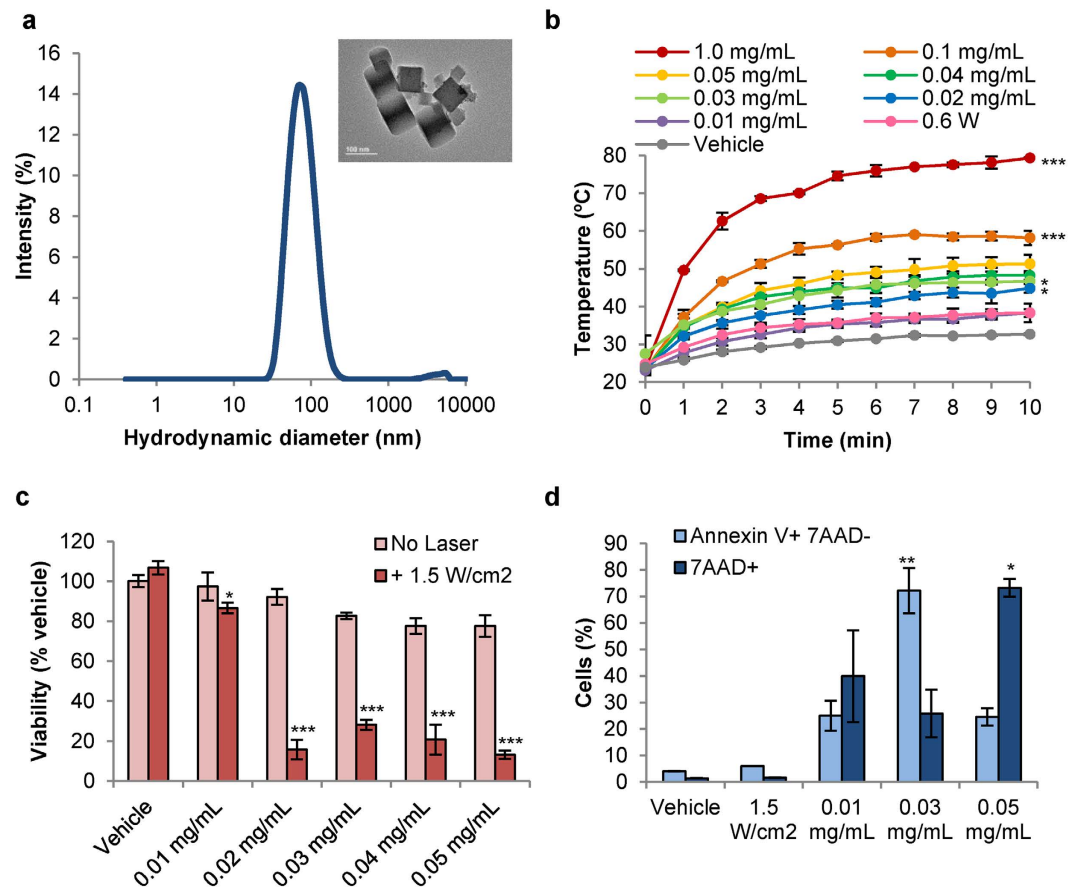 a
Intensity (%)
16
14
12
10
8
6
4
2
0
0.1 1 10 100 1000 10000
Hydrodynamic diameter (nm)
100 nm
b
1.0 mg/mL 0.1 mg/mL
0.05 mg/mL 0.04 mg/mL
0.03 mg/mL 0.02 mg/mL
0.01 mg/mL 0.6 W
Vehicle
Temperature (ºC)
80
70
60
50
40
30
20
***
***
*
*
0 1 2 3 4 5 6 7 8 9 10
Time (min)
c
No Laser
+ 1.5 W/cm2
Viability (% vehicle)
120
100
80
60
40
20
0
* *** *** *** ***
Vehicle 0.01 mg/mL 0.02 mg/mL 0.03 mg/mL 0.04 mg/mL 0.05 mg/mL
d
Annexin V+ 7AAD-
7AAD+
Cells (%)
90
80
70
60
50
40
30
20
10
0
** *
Vehicle 1.5 0.01 0.03 0.05
W/cm2 mg/mL mg/mL mg/mL